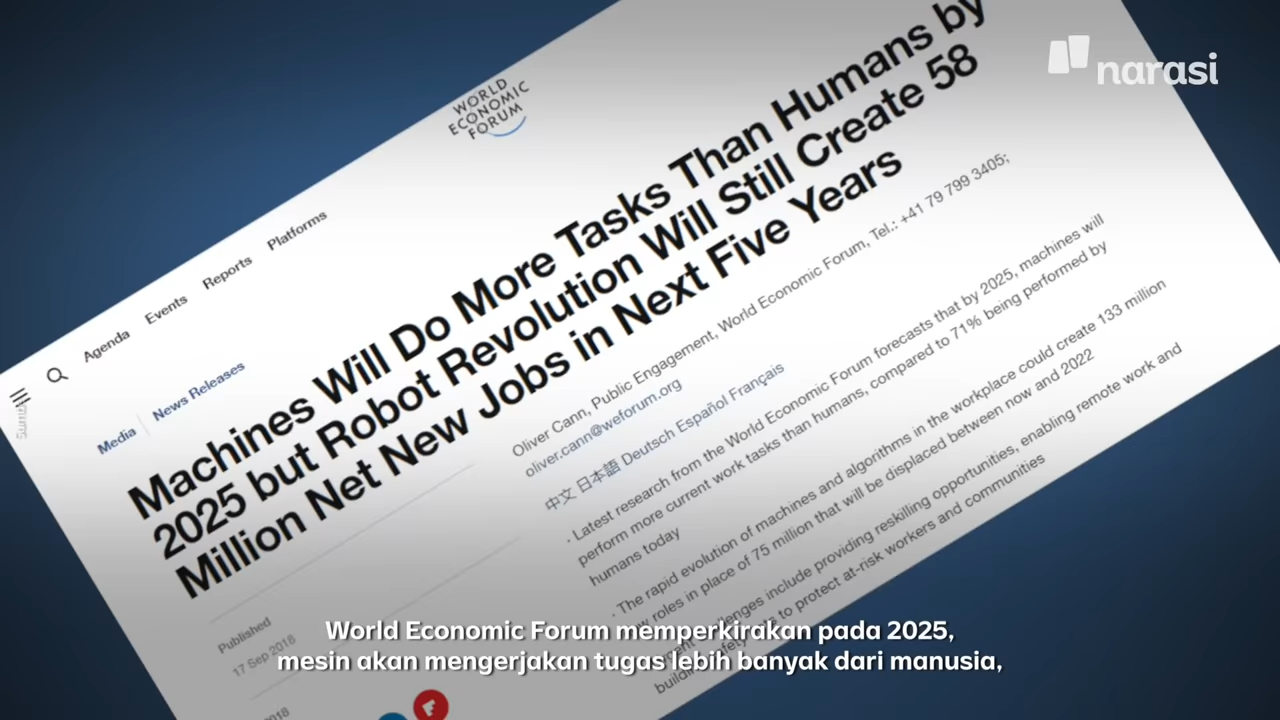 narasi
WORLD
ECONOMIC
FORUM
Agenda Events Reports Platforms
Media News Releases
Machines Will Do More Tasks Than Humans by
2025 but Robot Revolution Will Still Create 58
Million Net New Jobs in Next Five Years
Oliver Cann, Public Engagement, World Economic Forum, Tel.: +41 79 799 3405;
oliver.cann@weforum.org
中文 日本語 Deutsch Español Français
· Latest research from the World Economic Forum forecasts that by 2025, machines will
perform more current work tasks than humans, compared to 71% being performed by
humans today
· The rapid evolution of machines and algorithms in the workplace could create 133 million
roles in place of 75 million that will be displaced between now and 2022
include providing reskilling opportunities, enabling remote work and
to protect at-risk workers and communities
Published
17 Sep 2018
2018
World Economic Forum memperkirakan pada 2025,
mesin akan mengerjakan tugas lebih banyak dari manusia,